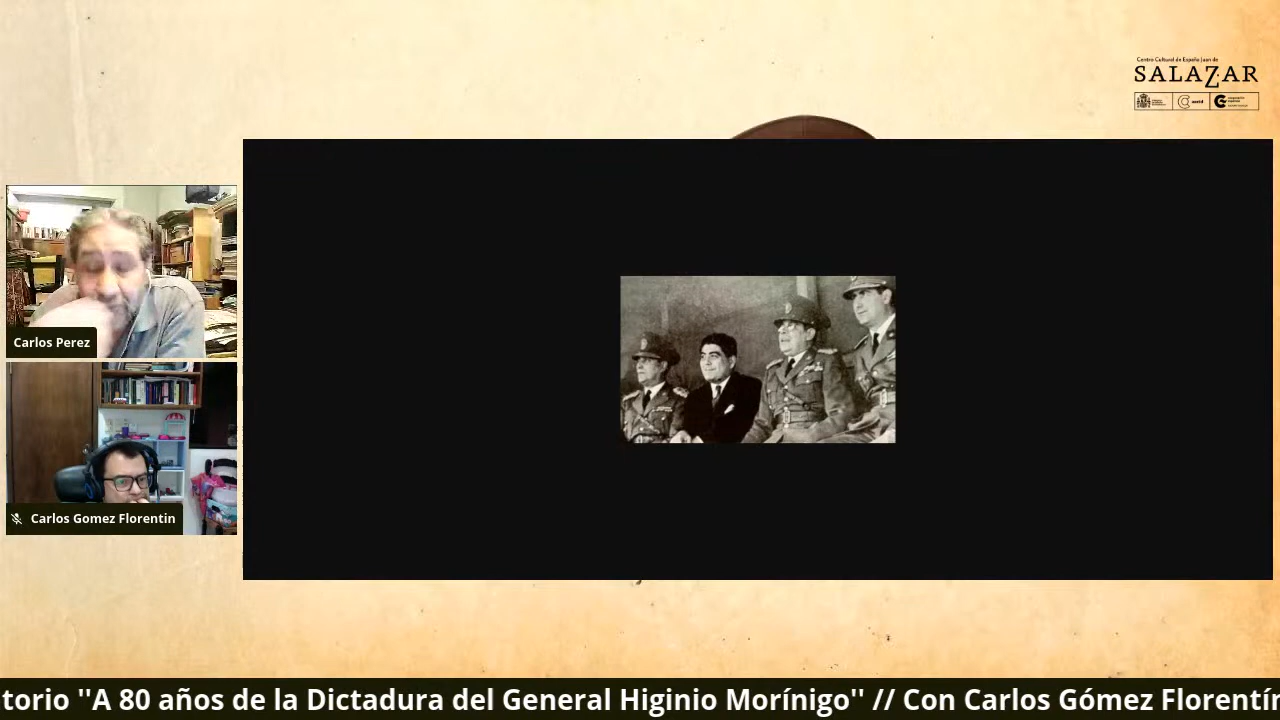 Centro Cultural de España Juan de
SALAZAR
aecid
Carlos Perez
Carlos Gomez Florentin
torio "A 80 años de la Dictadura del General Higinio Morínigo" // Con Carlos Gómez Florentín